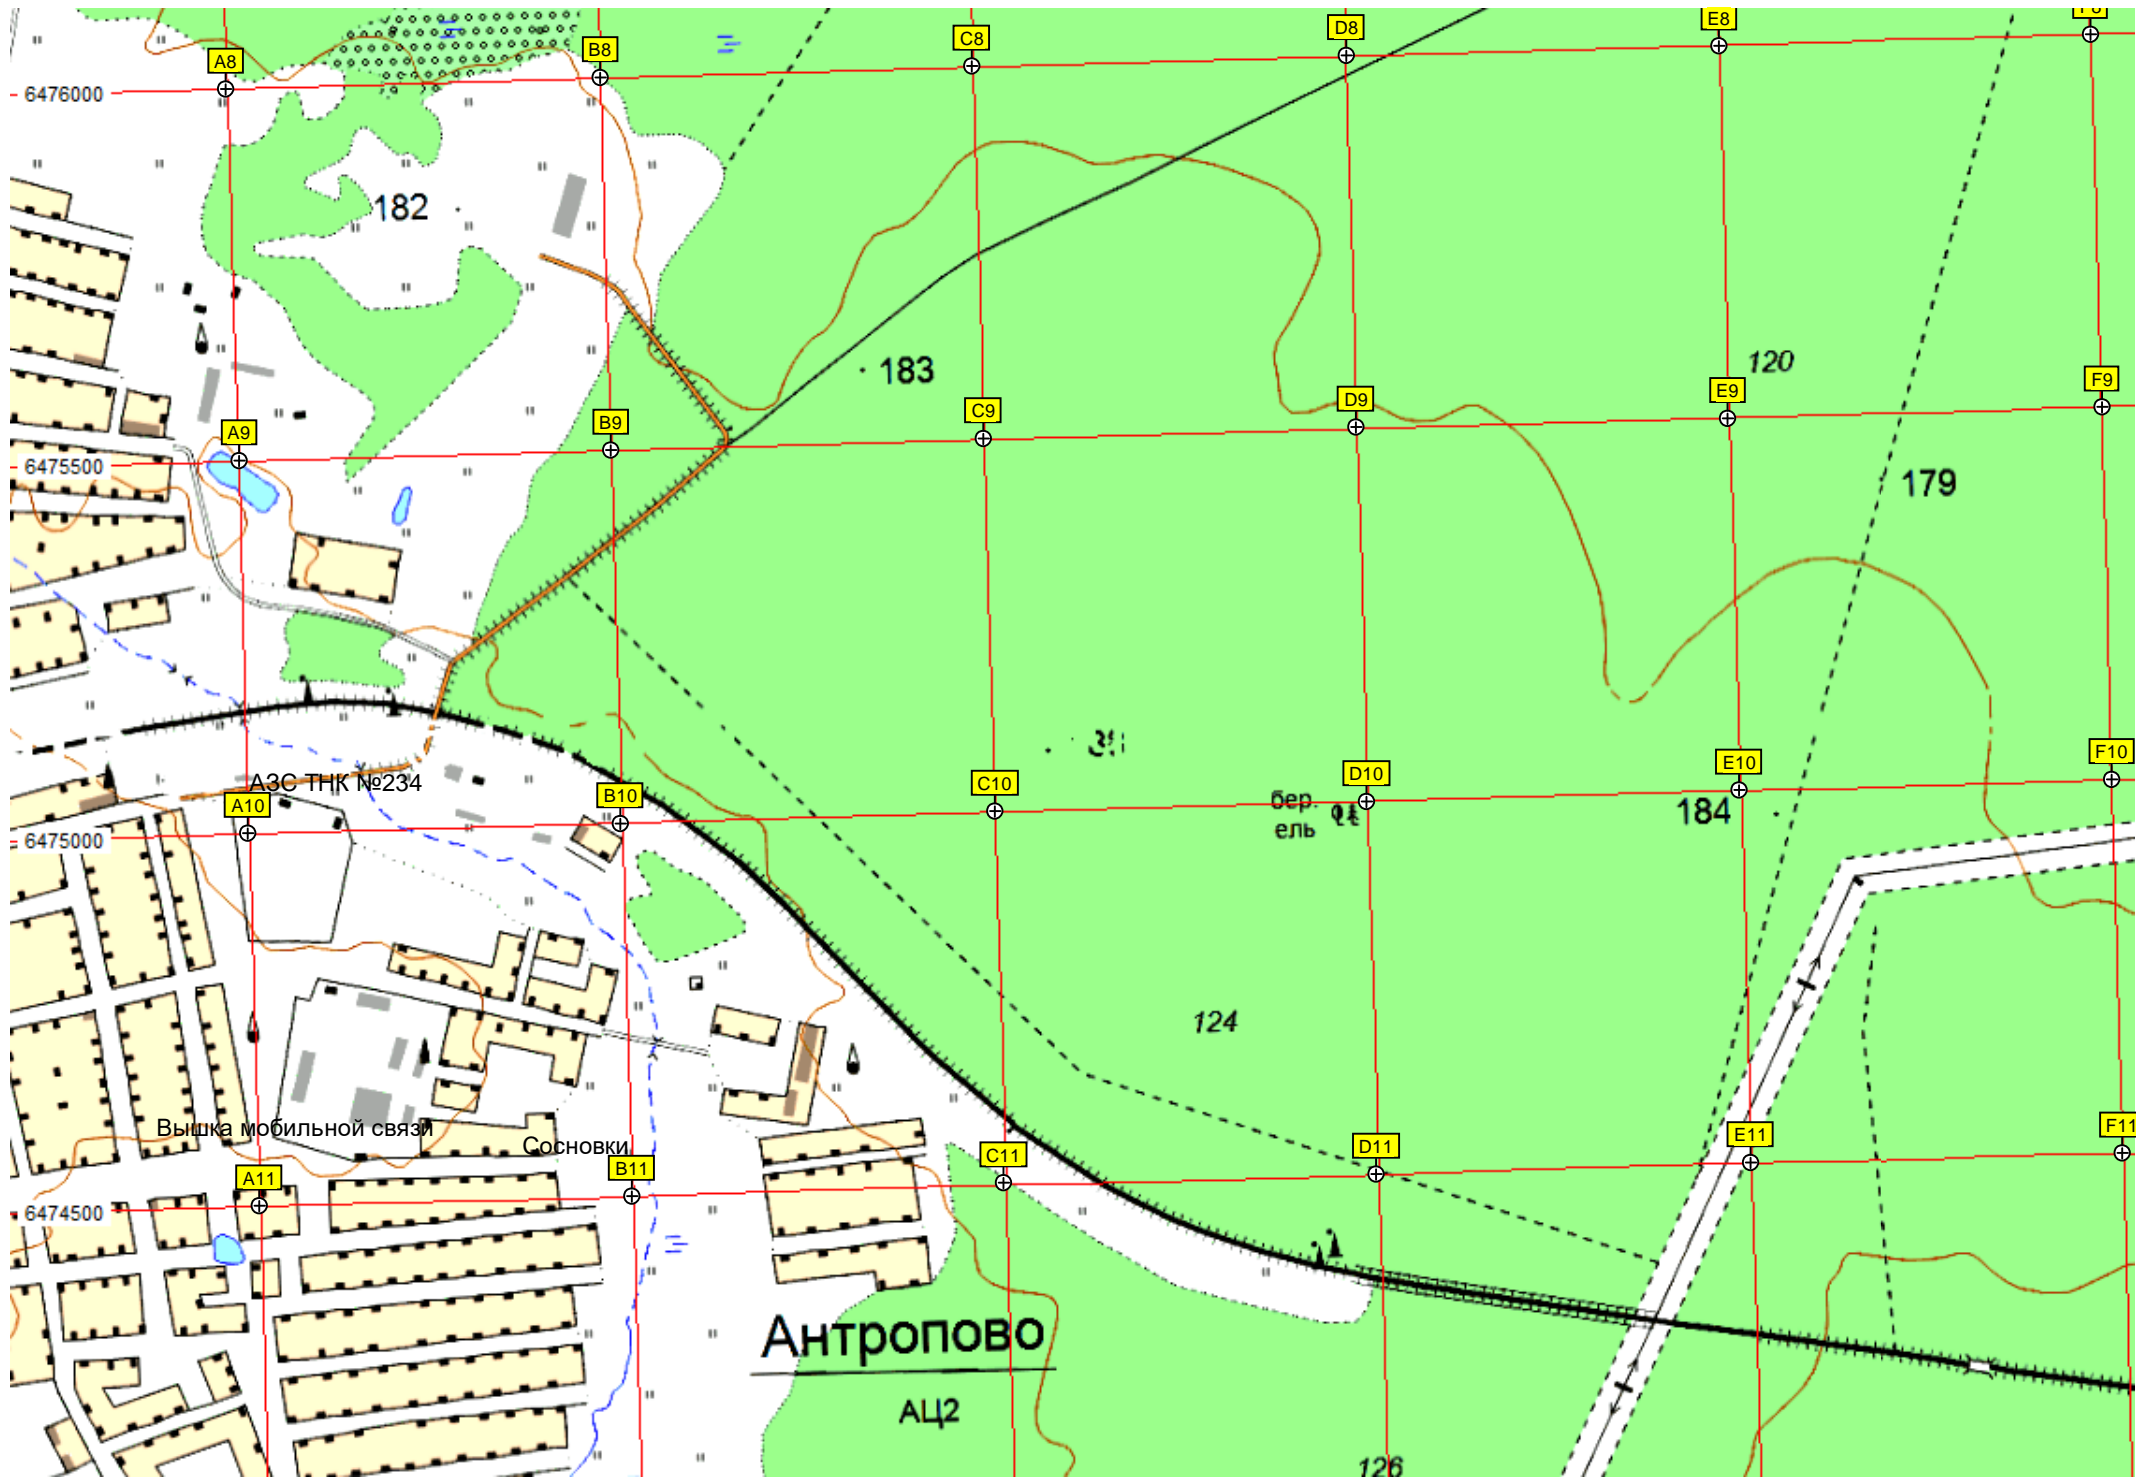 A8
B8
C8
D8
E8
F8
6476000
182
183
120
A9
B9
C9
D9
E9
F9
6475500
179
АЗС ТНК №234
A10
B10
C10
D10
E10
F10
6475000
бер.
ель
184
124
Вышка мобильной связи
Сосновки
A11
B11
C11
D11
E11
F11
6474500
Антропово
АЦ2
126